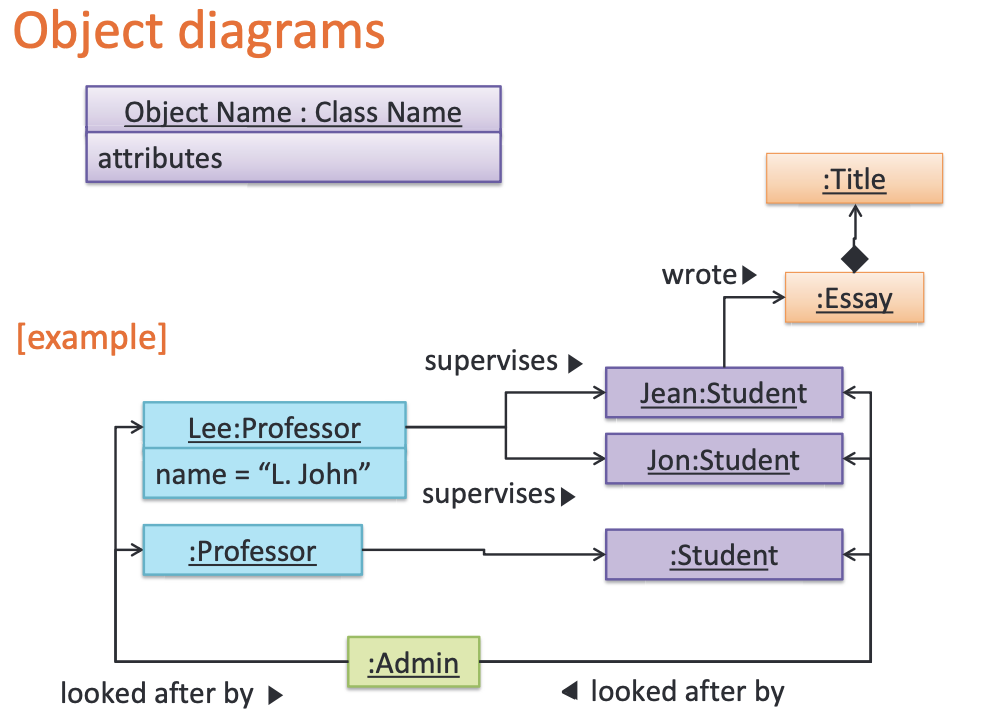 Object diagrams
Object Name : Class Name
attributes
:Title
wrote
:Essay
[example]
supervises
Jean:Student
Lee:Professor
name = “L. John”
Jon:Student
supervises
:Professor
:Student
:Admin
looked after by
looked after by